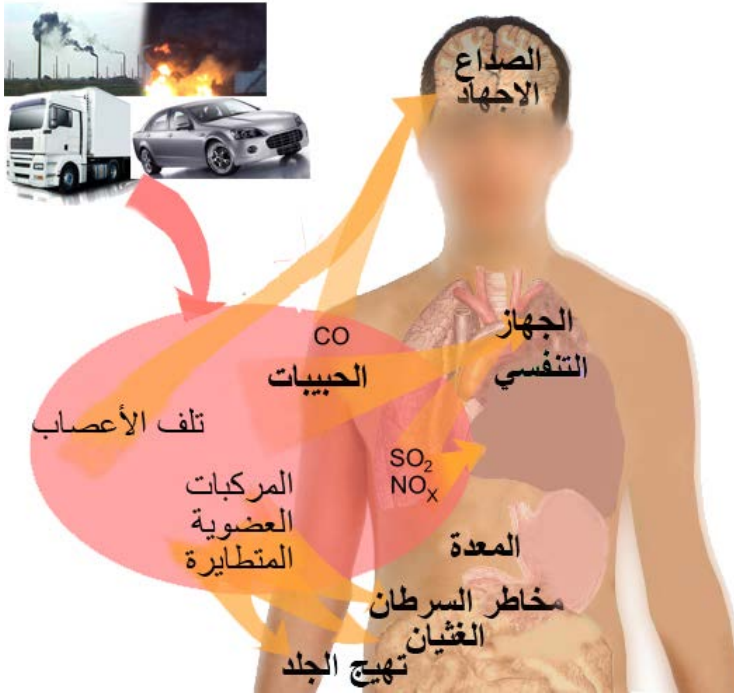 الصداع
الإجهاد
الجهاز
التنفسي
CO
الحبيبات
تلف الأعصاب
SO₂
NOₓ
المركبات
العضوية
المتطايرة
المعدة
مخاطر السرطان
الغثيان
تهيج الجلد